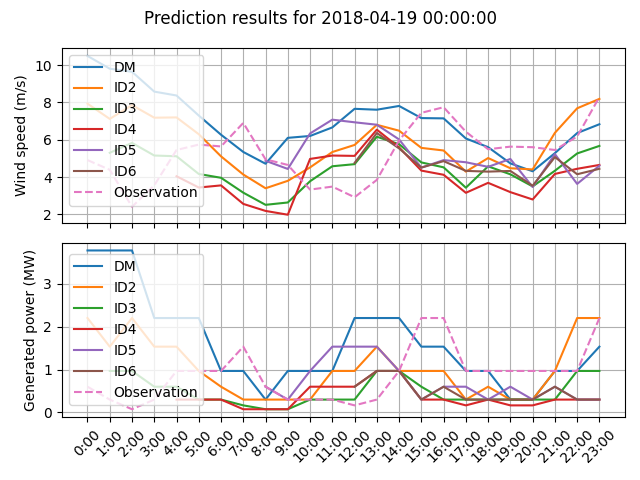 Prediction results for 2018-04-19 00:00:00
Wind speed (m/s)
10
8
6
4
2
DM
ID2
ID3
ID4
ID5
ID6
Observation
Generated power (MW)
3
2
1
0
DM
ID2
ID3
ID4
ID5
ID6
Observation
0:00 1:00 2:00 3:00 4:00 5:00 6:00 7:00 8:00 9:00 10:00 11:00 12:00 13:00 14:00 15:00 16:00 17:00 18:00 19:00 20:00 21:00 22:00 23:00